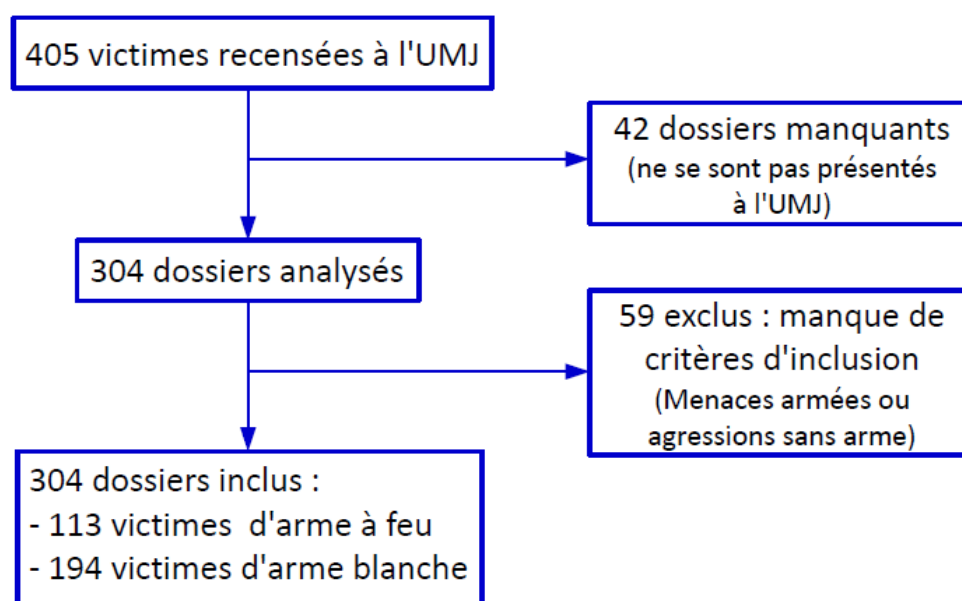 405 victimes recensées à l'UMJ
42 dossiers manquants
(ne se sont pas présentés
à l'UMJ)
304 dossiers analysés
59 exclus : manque de
critères d'inclusion
(Menaces armées ou
agressions sans arme)
304 dossiers inclus :
- 113 victimes d'arme à feu
- 194 victimes d'arme blanche